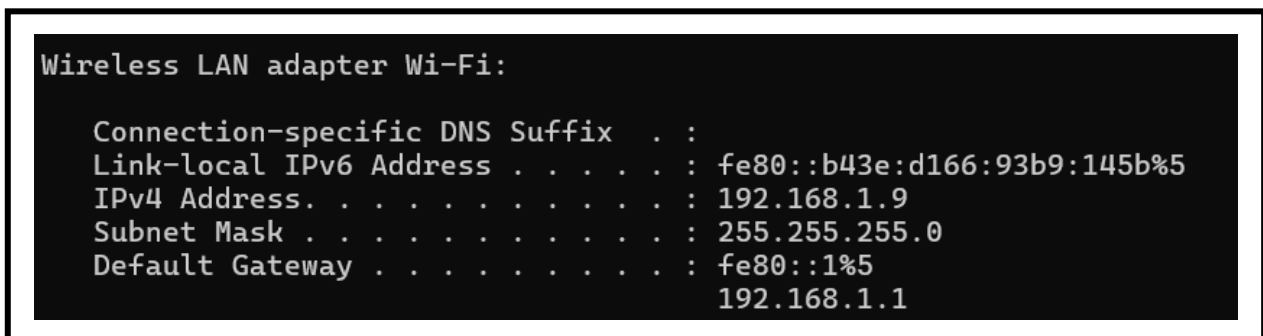 Wireless LAN adapter Wi-Fi:
Connection-specific DNS Suffix . :
Link-local IPv6 Address . . . . . : fe80::b43e:d166:93b9:145b%5
IPv4 Address. . . . . . . . . . . : 192.168.1.9
Subnet Mask . . . . . . . . . . . : 255.255.255.0
Default Gateway . . . . . . . . . : fe80::1%5
192.168.1.1